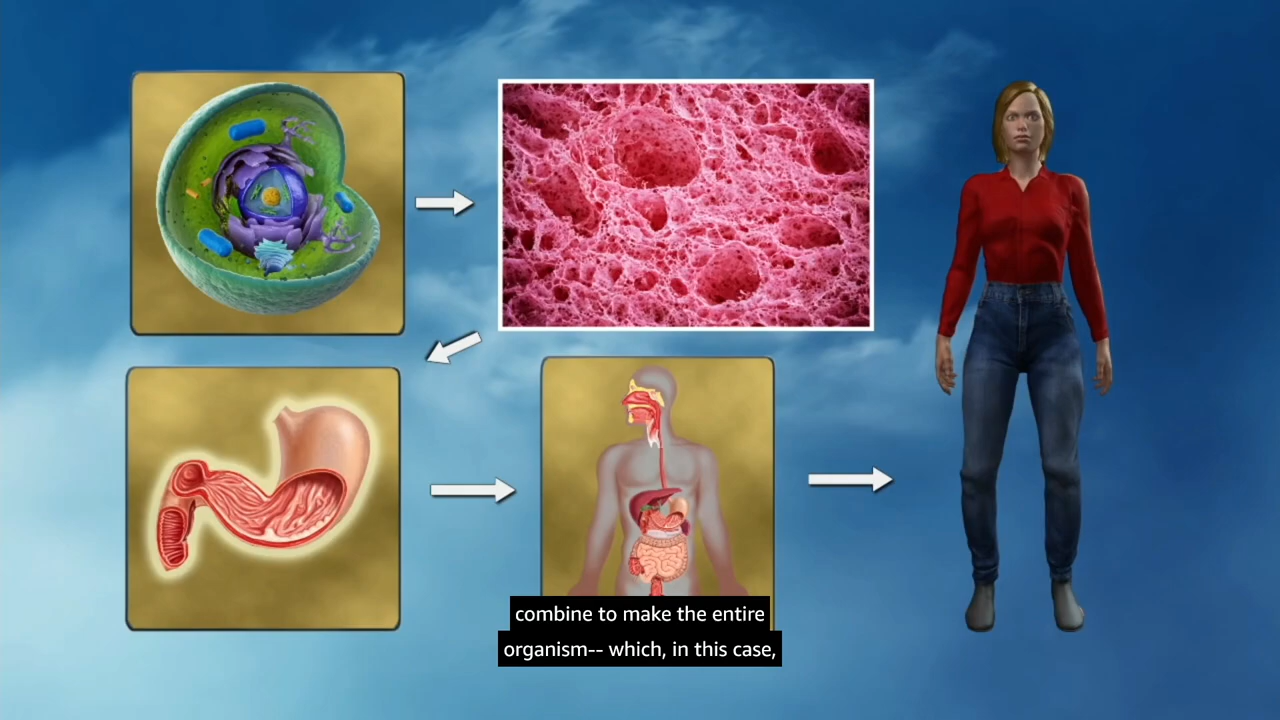 combine to make the entire
organism-- which, in this case,